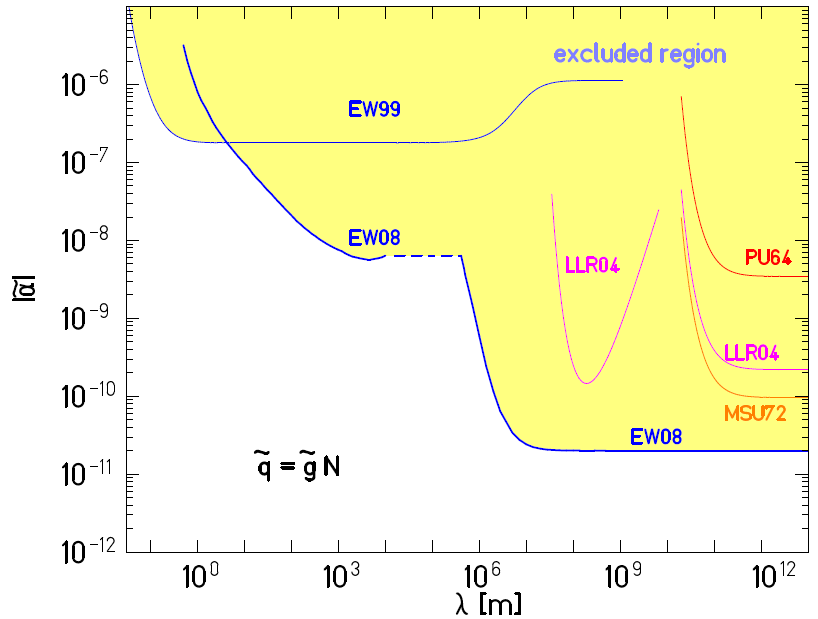 excluded region
10⁻⁶
EW99
10⁻⁷
10⁻⁸
EW08
PU64
LLR04
|α̃|
10⁻⁹
LLR04
10⁻¹⁰
MSU72
EW08
q̃ = g̃ N
10⁻¹¹
10⁻¹²
10⁰ 10³ 10⁶ 10⁹ 10¹²
λ [m]